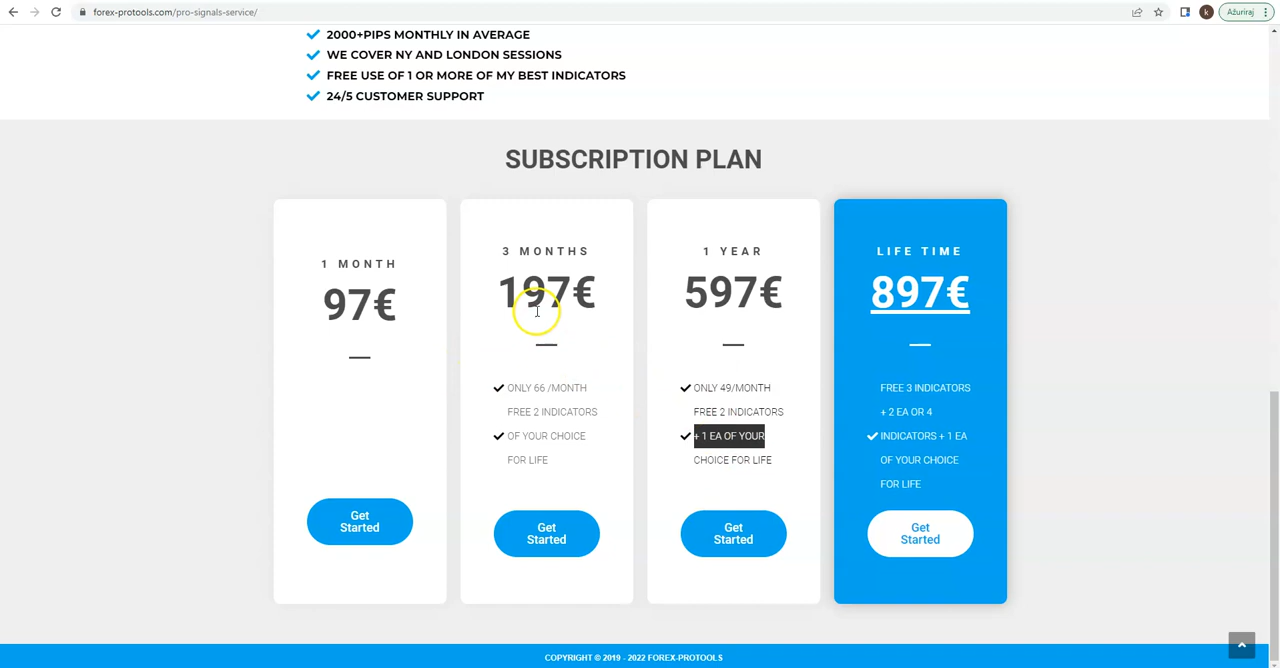 forex-protools.com/pro-signals-service/
k
Ažuriraj
2000+PIPS MONTHLY IN AVERAGE
WE COVER NY AND LONDON SESSIONS
FREE USE OF 1 OR MORE OF MY BEST INDICATORS
24/5 CUSTOMER SUPPORT
SUBSCRIPTION PLAN
1 MONTH
97€
Get
Started
3 MONTHS
197€
ONLY 66 /MONTH
FREE 2 INDICATORS
OF YOUR CHOICE
FOR LIFE
Get
Started
1 YEAR
597€
ONLY 49/MONTH
FREE 2 INDICATORS
+ 1 EA OF YOUR
CHOICE FOR LIFE
Get
Started
LIFE TIME
897€
FREE 3 INDICATORS
+ 2 EA OR 4
INDICATORS + 1 EA
OF YOUR CHOICE
FOR LIFE
Get
Started
COPYRIGHT © 2019 - 2022 FOREX-PROTOOLS